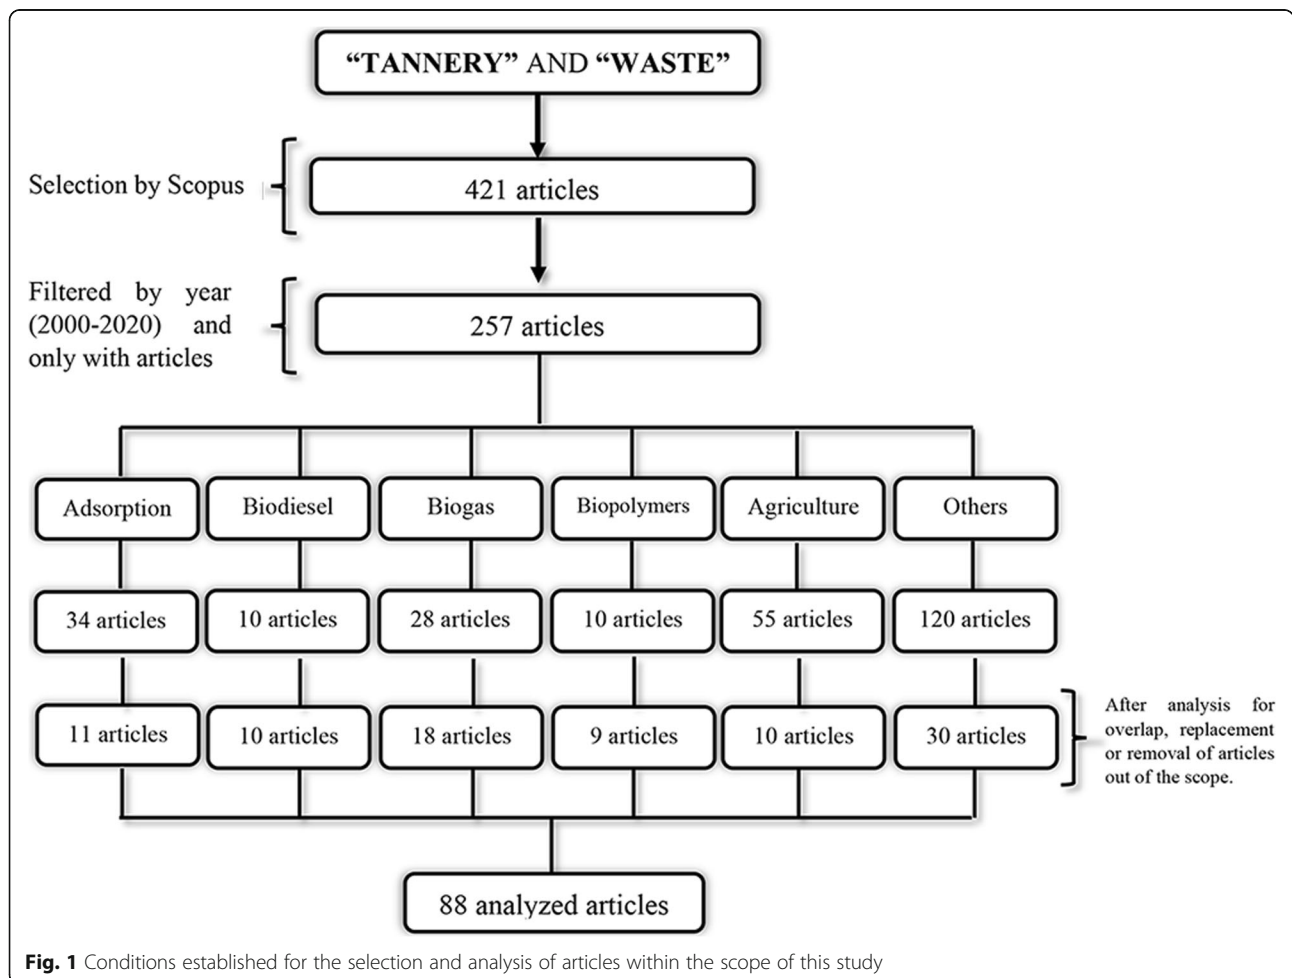 “TANNERY” AND “WASTE”
Selection by Scopus
421 articles
Filtered by year
(2000-2020) and
only with articles
257 articles
Adsorption
Biodiesel
Biogas
Biopolymers
Agriculture
Others
34 articles
10 articles
28 articles
10 articles
55 articles
120 articles
11 articles
10 articles
18 articles
9 articles
10 articles
30 articles
After analysis for
overlap, replacement
or removal of articles
out of the scope.
88 analyzed articles
Fig. 1 Conditions established for the selection and analysis of articles within the scope of this study